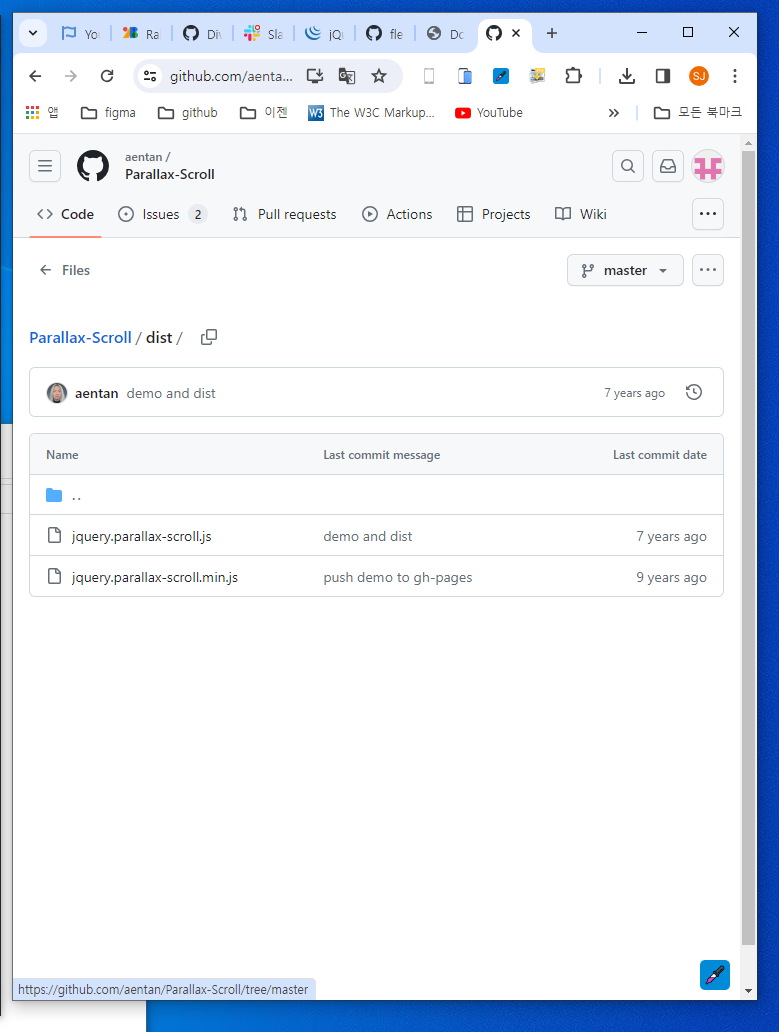 Yo
Ra
Div
Sla
jQu
fle
Do
github.com/aenta...
SJ
앱
figma
github
이젠
W3
The W3C Markup...
YouTube
모든 북마크
aentan /
Parallax-Scroll
Code
Issues 2
Pull requests
Actions
Projects
Wiki
Files
master
Parallax-Scroll / dist /
aentan demo and dist 7 years ago
Name Last commit message Last commit date
..
jquery.parallax-scroll.js demo and dist 7 years ago
jquery.parallax-scroll.min.js push demo to gh-pages 9 years ago
https://github.com/aentan/Parallax-Scroll/tree/master